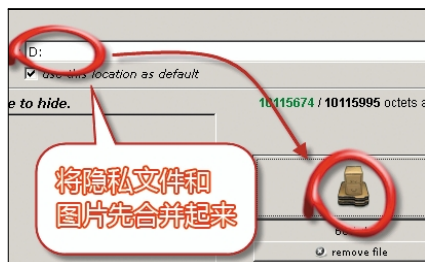 D:
use this location as default
e to hide.
10115674 / 10115995 octets a
将隐私文件和
图片先合并起来
remove file